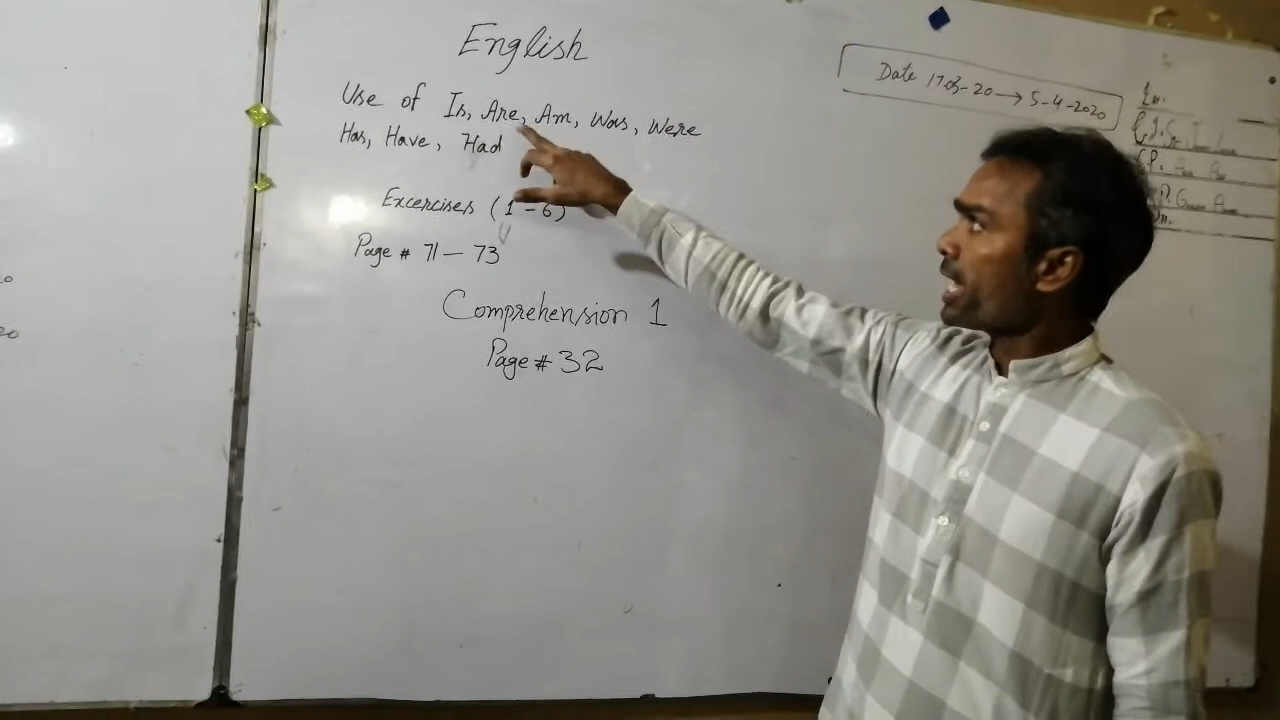 English
Use of Is, Are, Am, Was, Were
Has, Have, Had
Excercises (1-6)
Page # 71 — 73
Comprehension 1
Page # 32
Date 17-03-20 → 5-4-2020